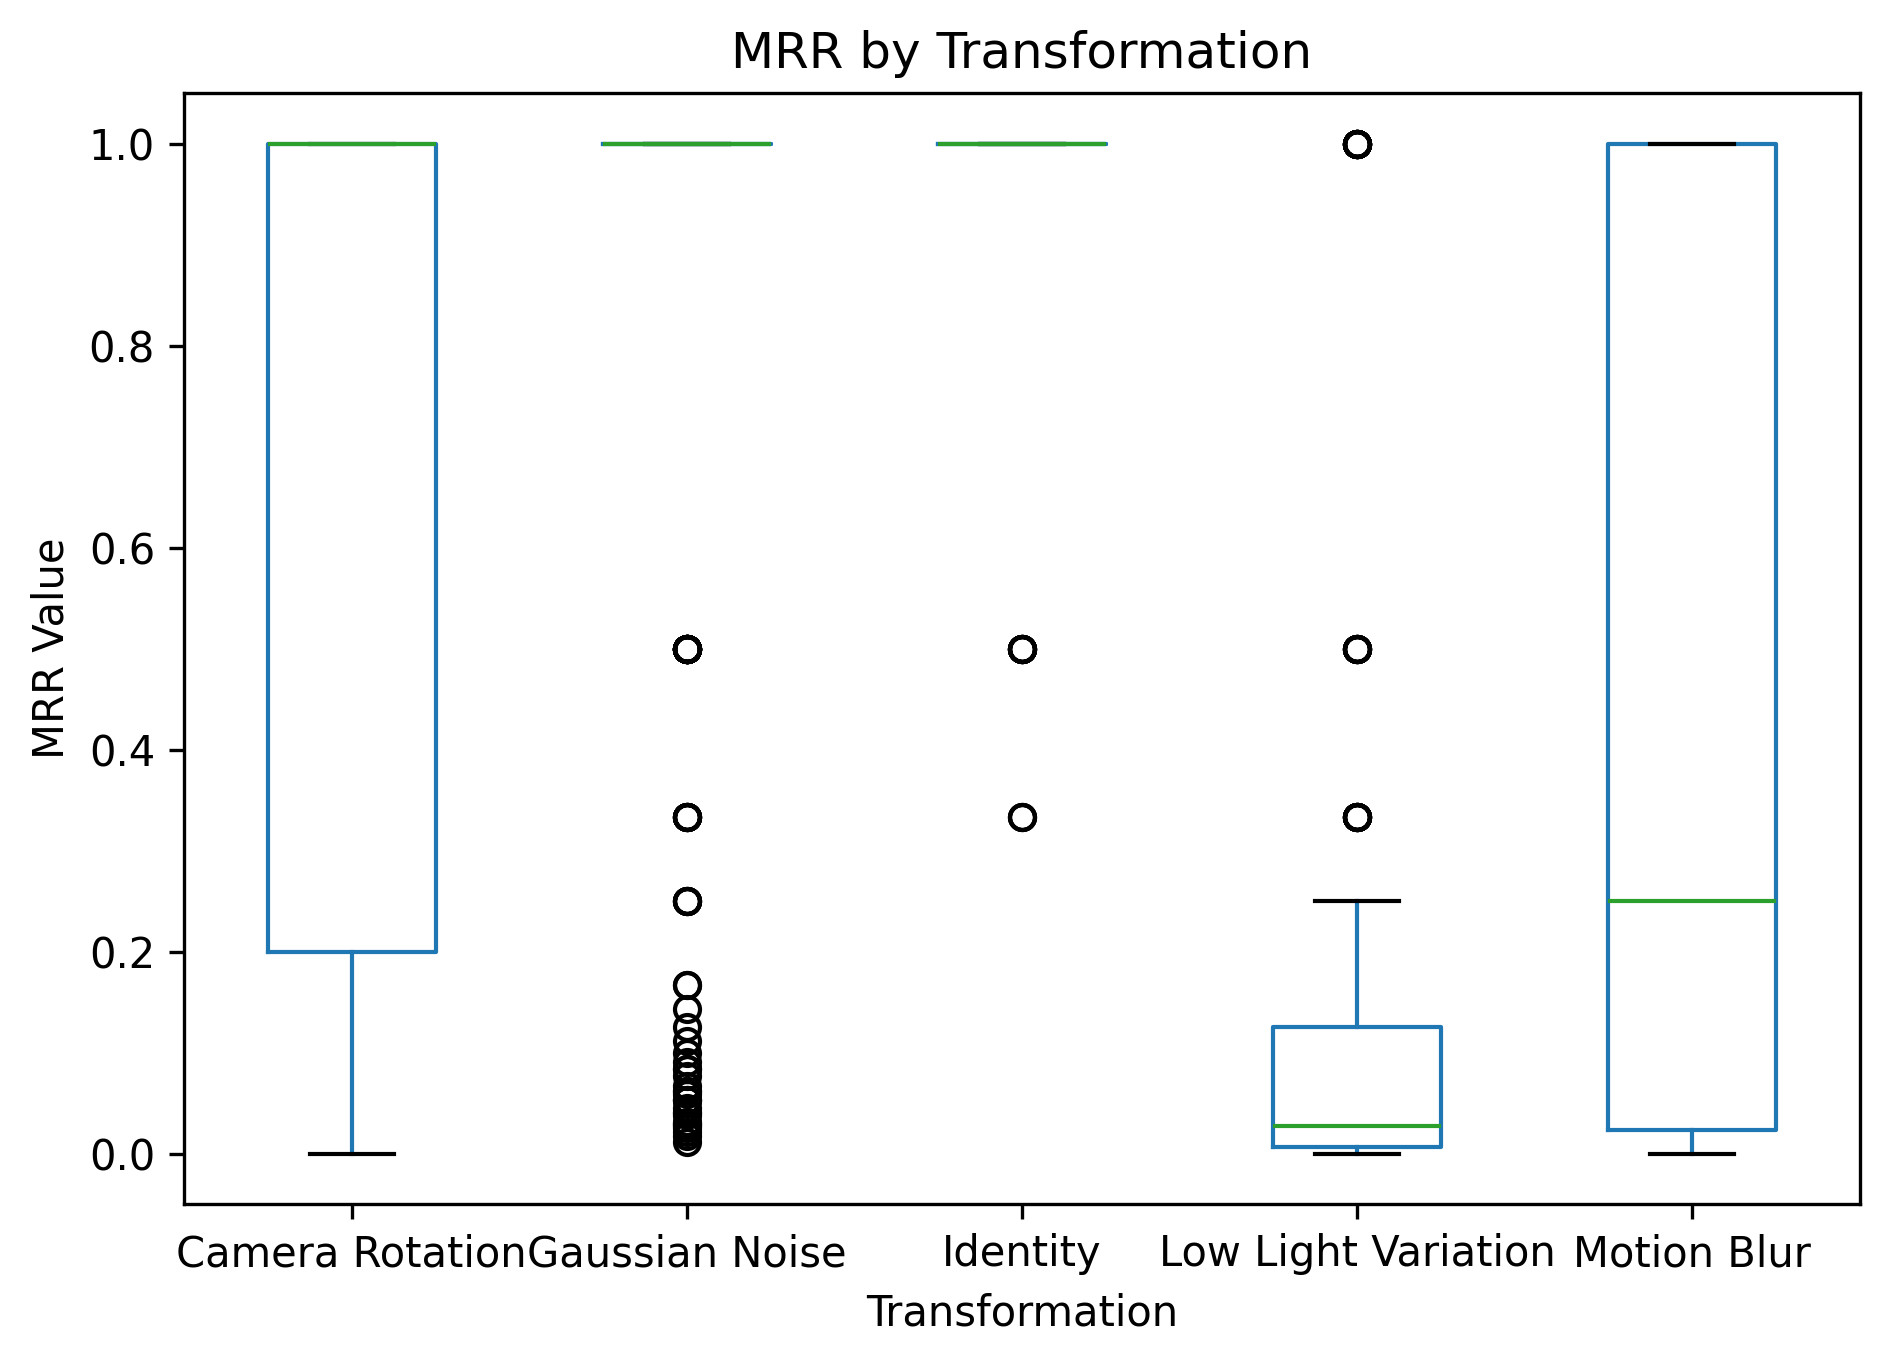 MRR by Transformation
MRR Value
1.0
0.8
0.6
0.4
0.2
0.0
Camera Rotation Gaussian Noise Identity Low Light Variation Motion Blur
Transformation